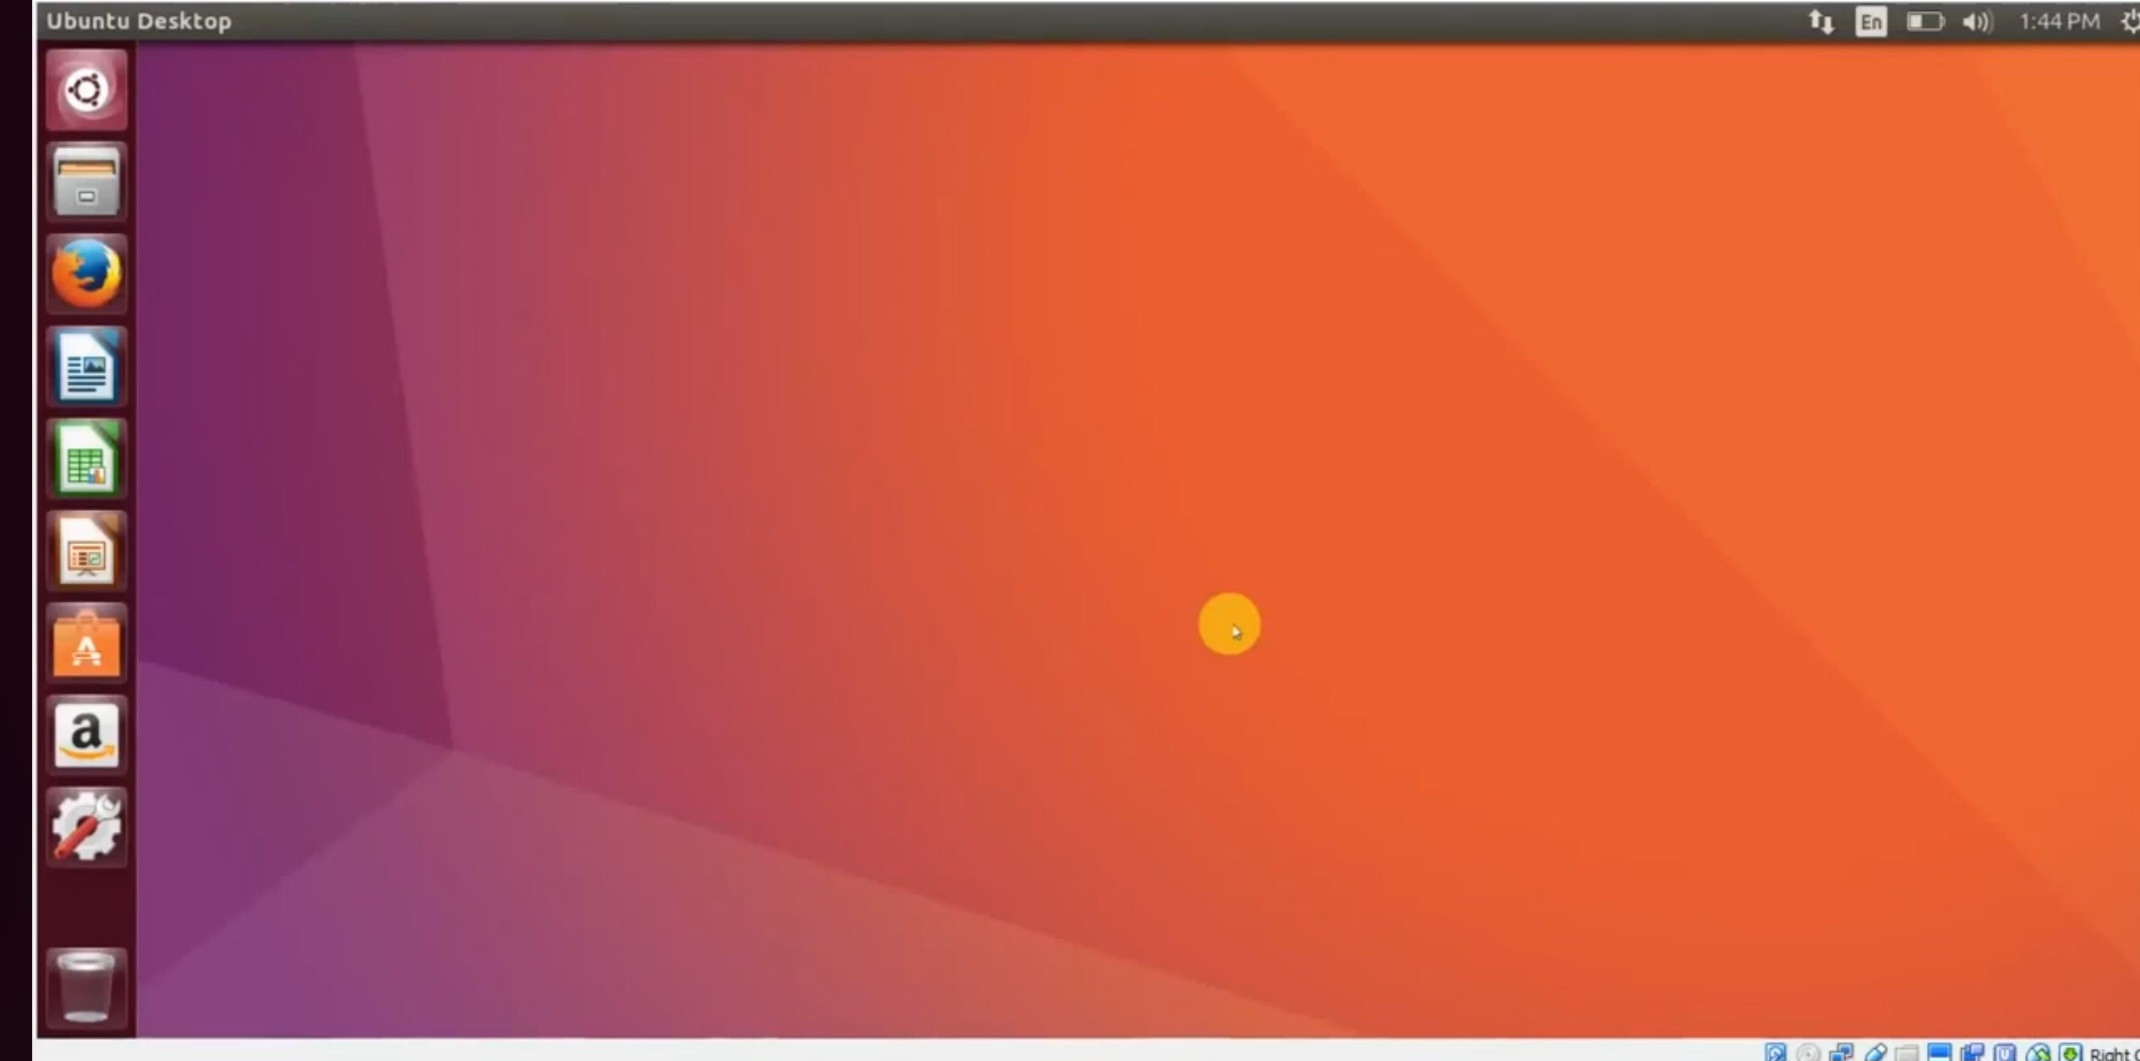 Ubuntu Desktop
En
1:44 PM
A
a
Right